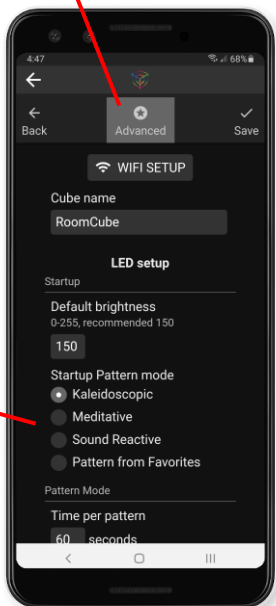 4:47
68%
Back
Advanced
Save
WIFI SETUP
Cube name
RoomCube
LED setup
Startup
Default brightness
0-255, recommended 150
150
Startup Pattern mode
Kaleidoscopic
Meditative
Sound Reactive
Pattern from Favorites
Pattern Mode
Time per pattern
60 seconds